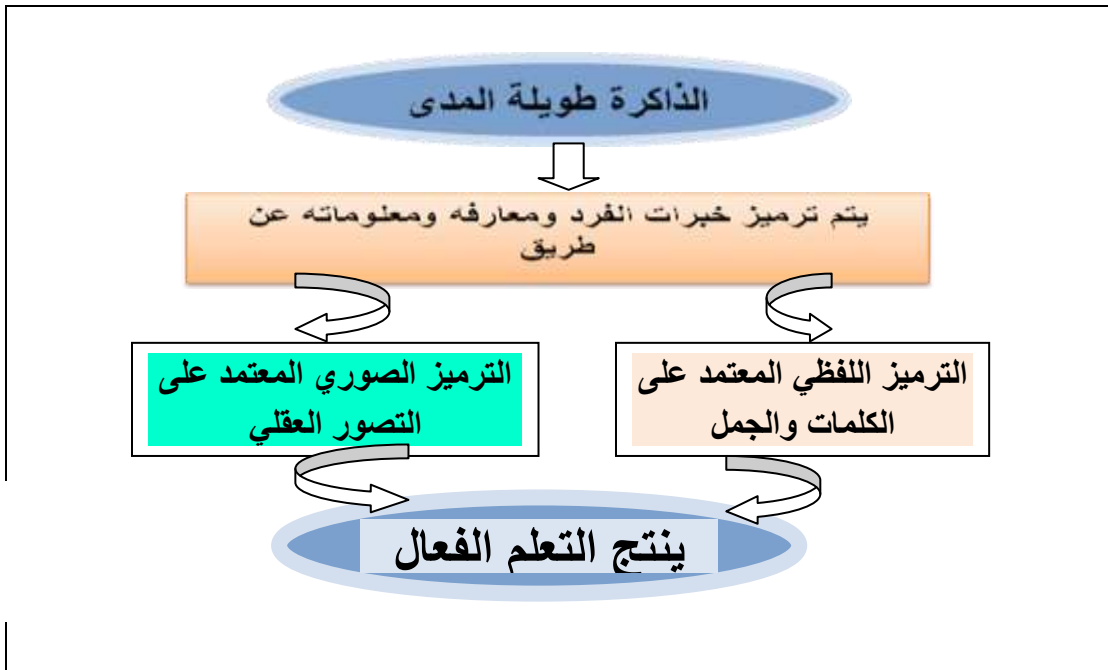 الذاكرة طويلة المدى
يتم ترميز خبرات الفرد ومعارفه ومعلوماته عن
طريق
الترميز اللفظي المعتمد على
الكلمات والجمل
الترميز الصوري المعتمد على
التصور العقلي
ينتج التعلم الفعال